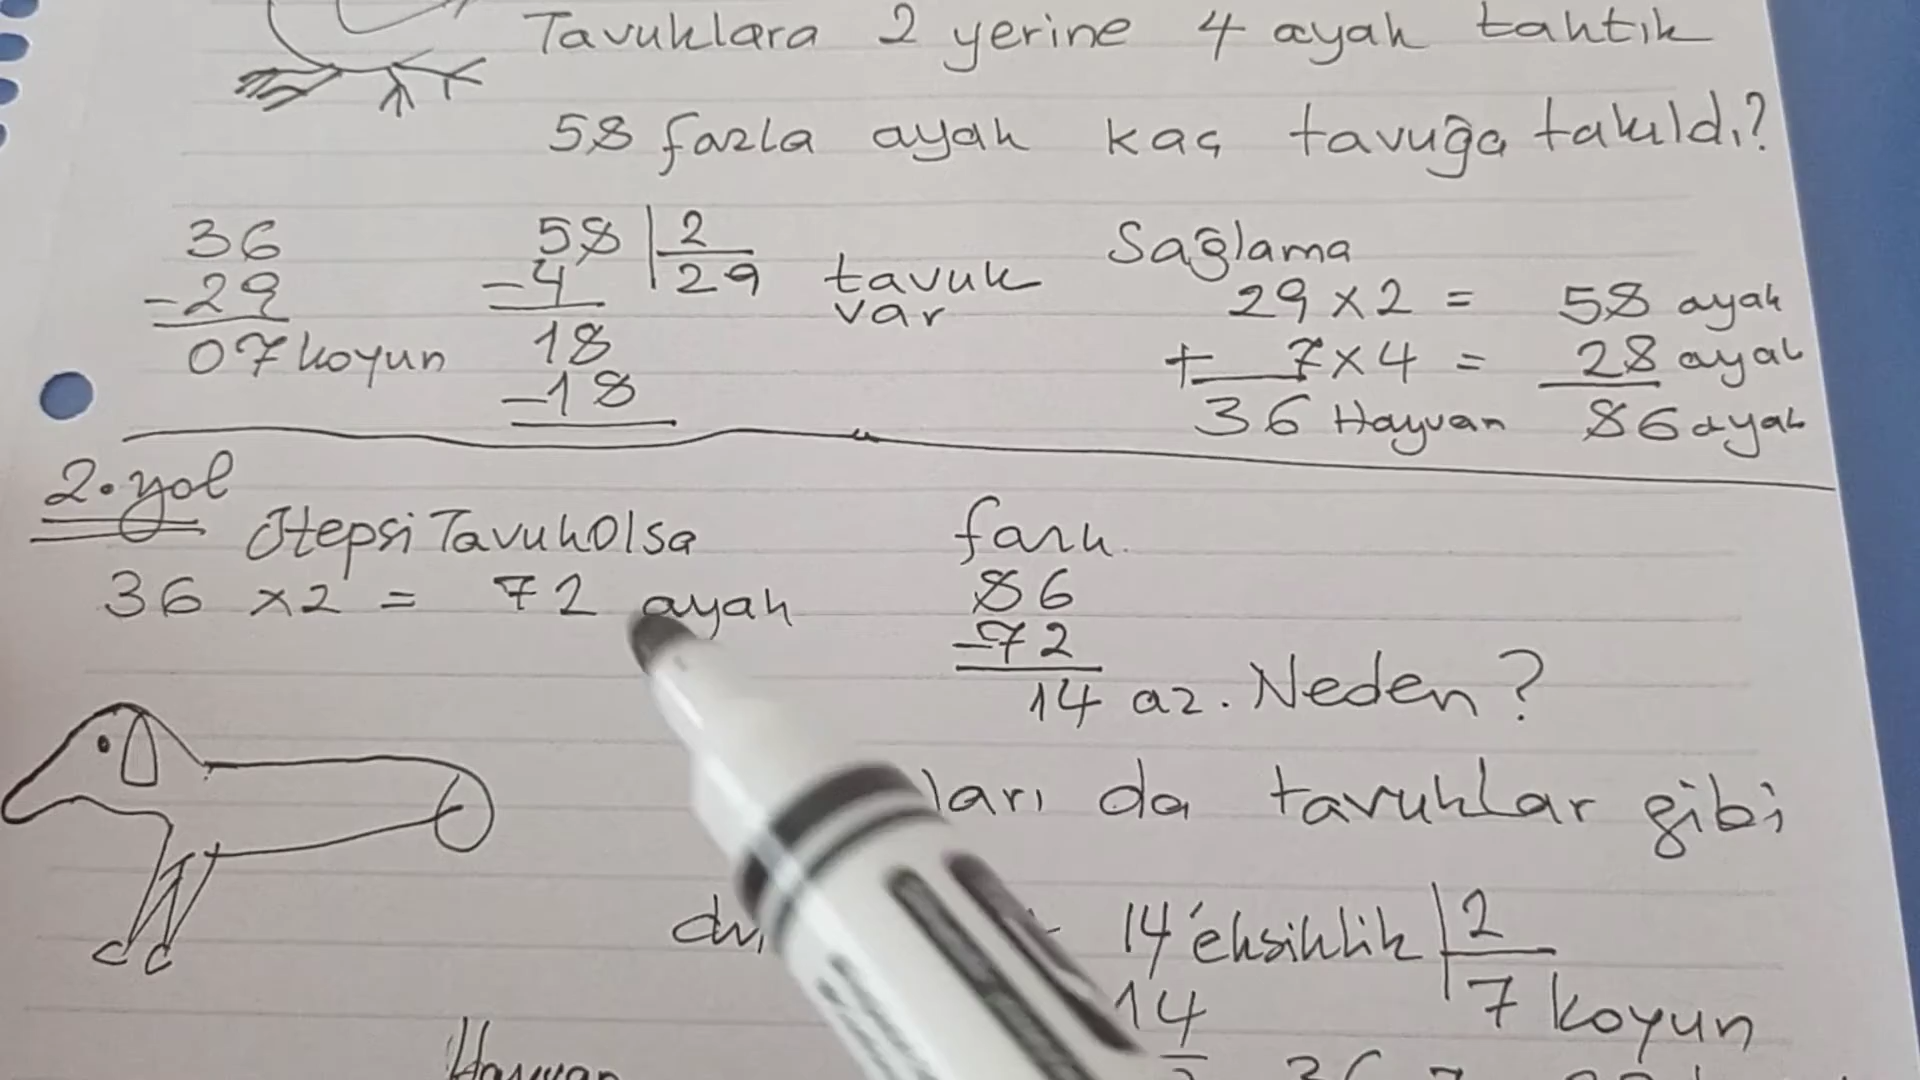 Tavuklara 2 yerine 4 ayak taktık
58 fazla ayak kaç tavuğa takıldı?
36
-29
07 koyun
58 | 2
-4 29 tavuk
var
18
-18
Sağlama
29 x 2 = 58 ayak
+ 7 x 4 = 28 ayak
36 Hayvan 86 ayak
2. yol
Hepsi Tavuk Olsa
36 x2 = 72 ayak
fark.
86
-72
14 az. Neden?
ları da tavuklar gibi
14 eksiklik | 2
14 7 koyun
Hayvan